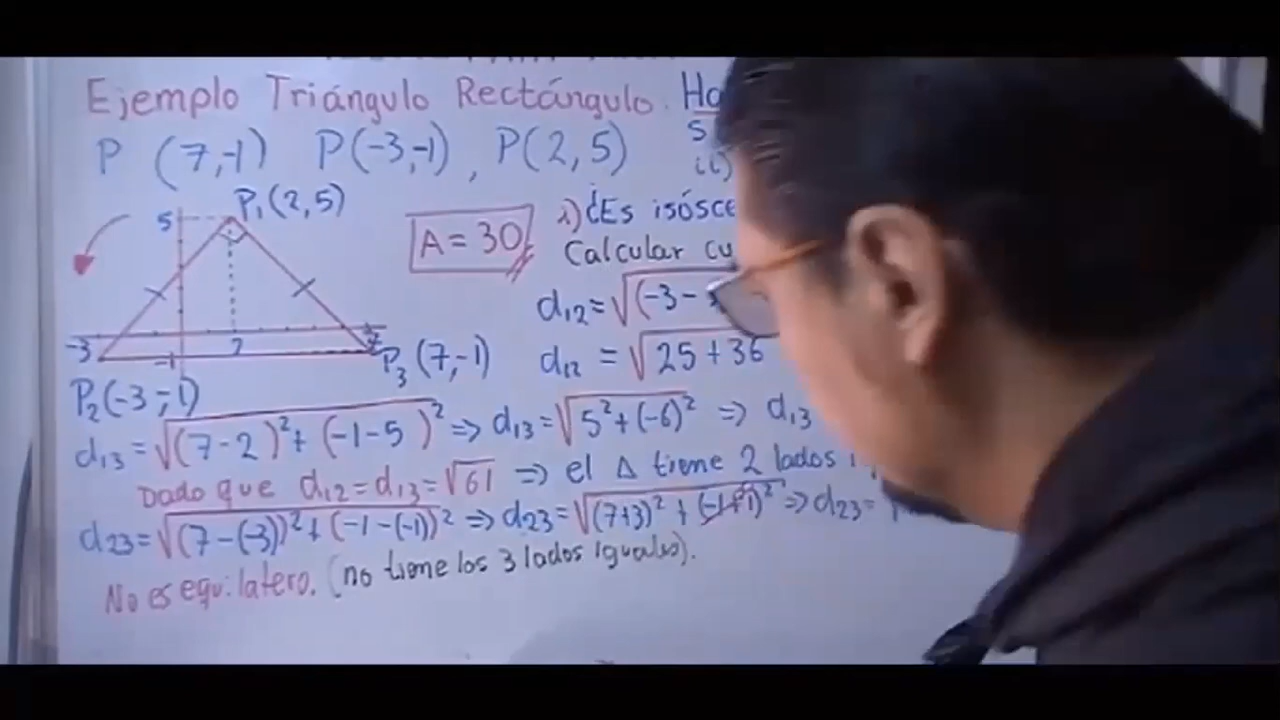 Ejemplo Triángulo Rectángulo.
P (7,-1) P(-3,-1), P(2,5)
ii)
5 P₁(2,5)
A = 30
i) ¿Es
Calcular
d₁₂=√(-3-
-3 2 7
-1
P₃(7,-1)
d₁₂ = √25+36
P₂(-3,-1)
d₁₃=√(7-2)²+(-1-5)² => d₁₃=√5²+(-6)² => d₁₃
Dado que d₁₂=d₁₃=√61 => el Δ tiene 2 lados
d₂₃=√(7-(-3))²+(-1-(-1))² => d₂₃=√(7+3)²+(-1+1)² => d₂₃=
No es equilatero. (no tiene los 3 lados iguales).